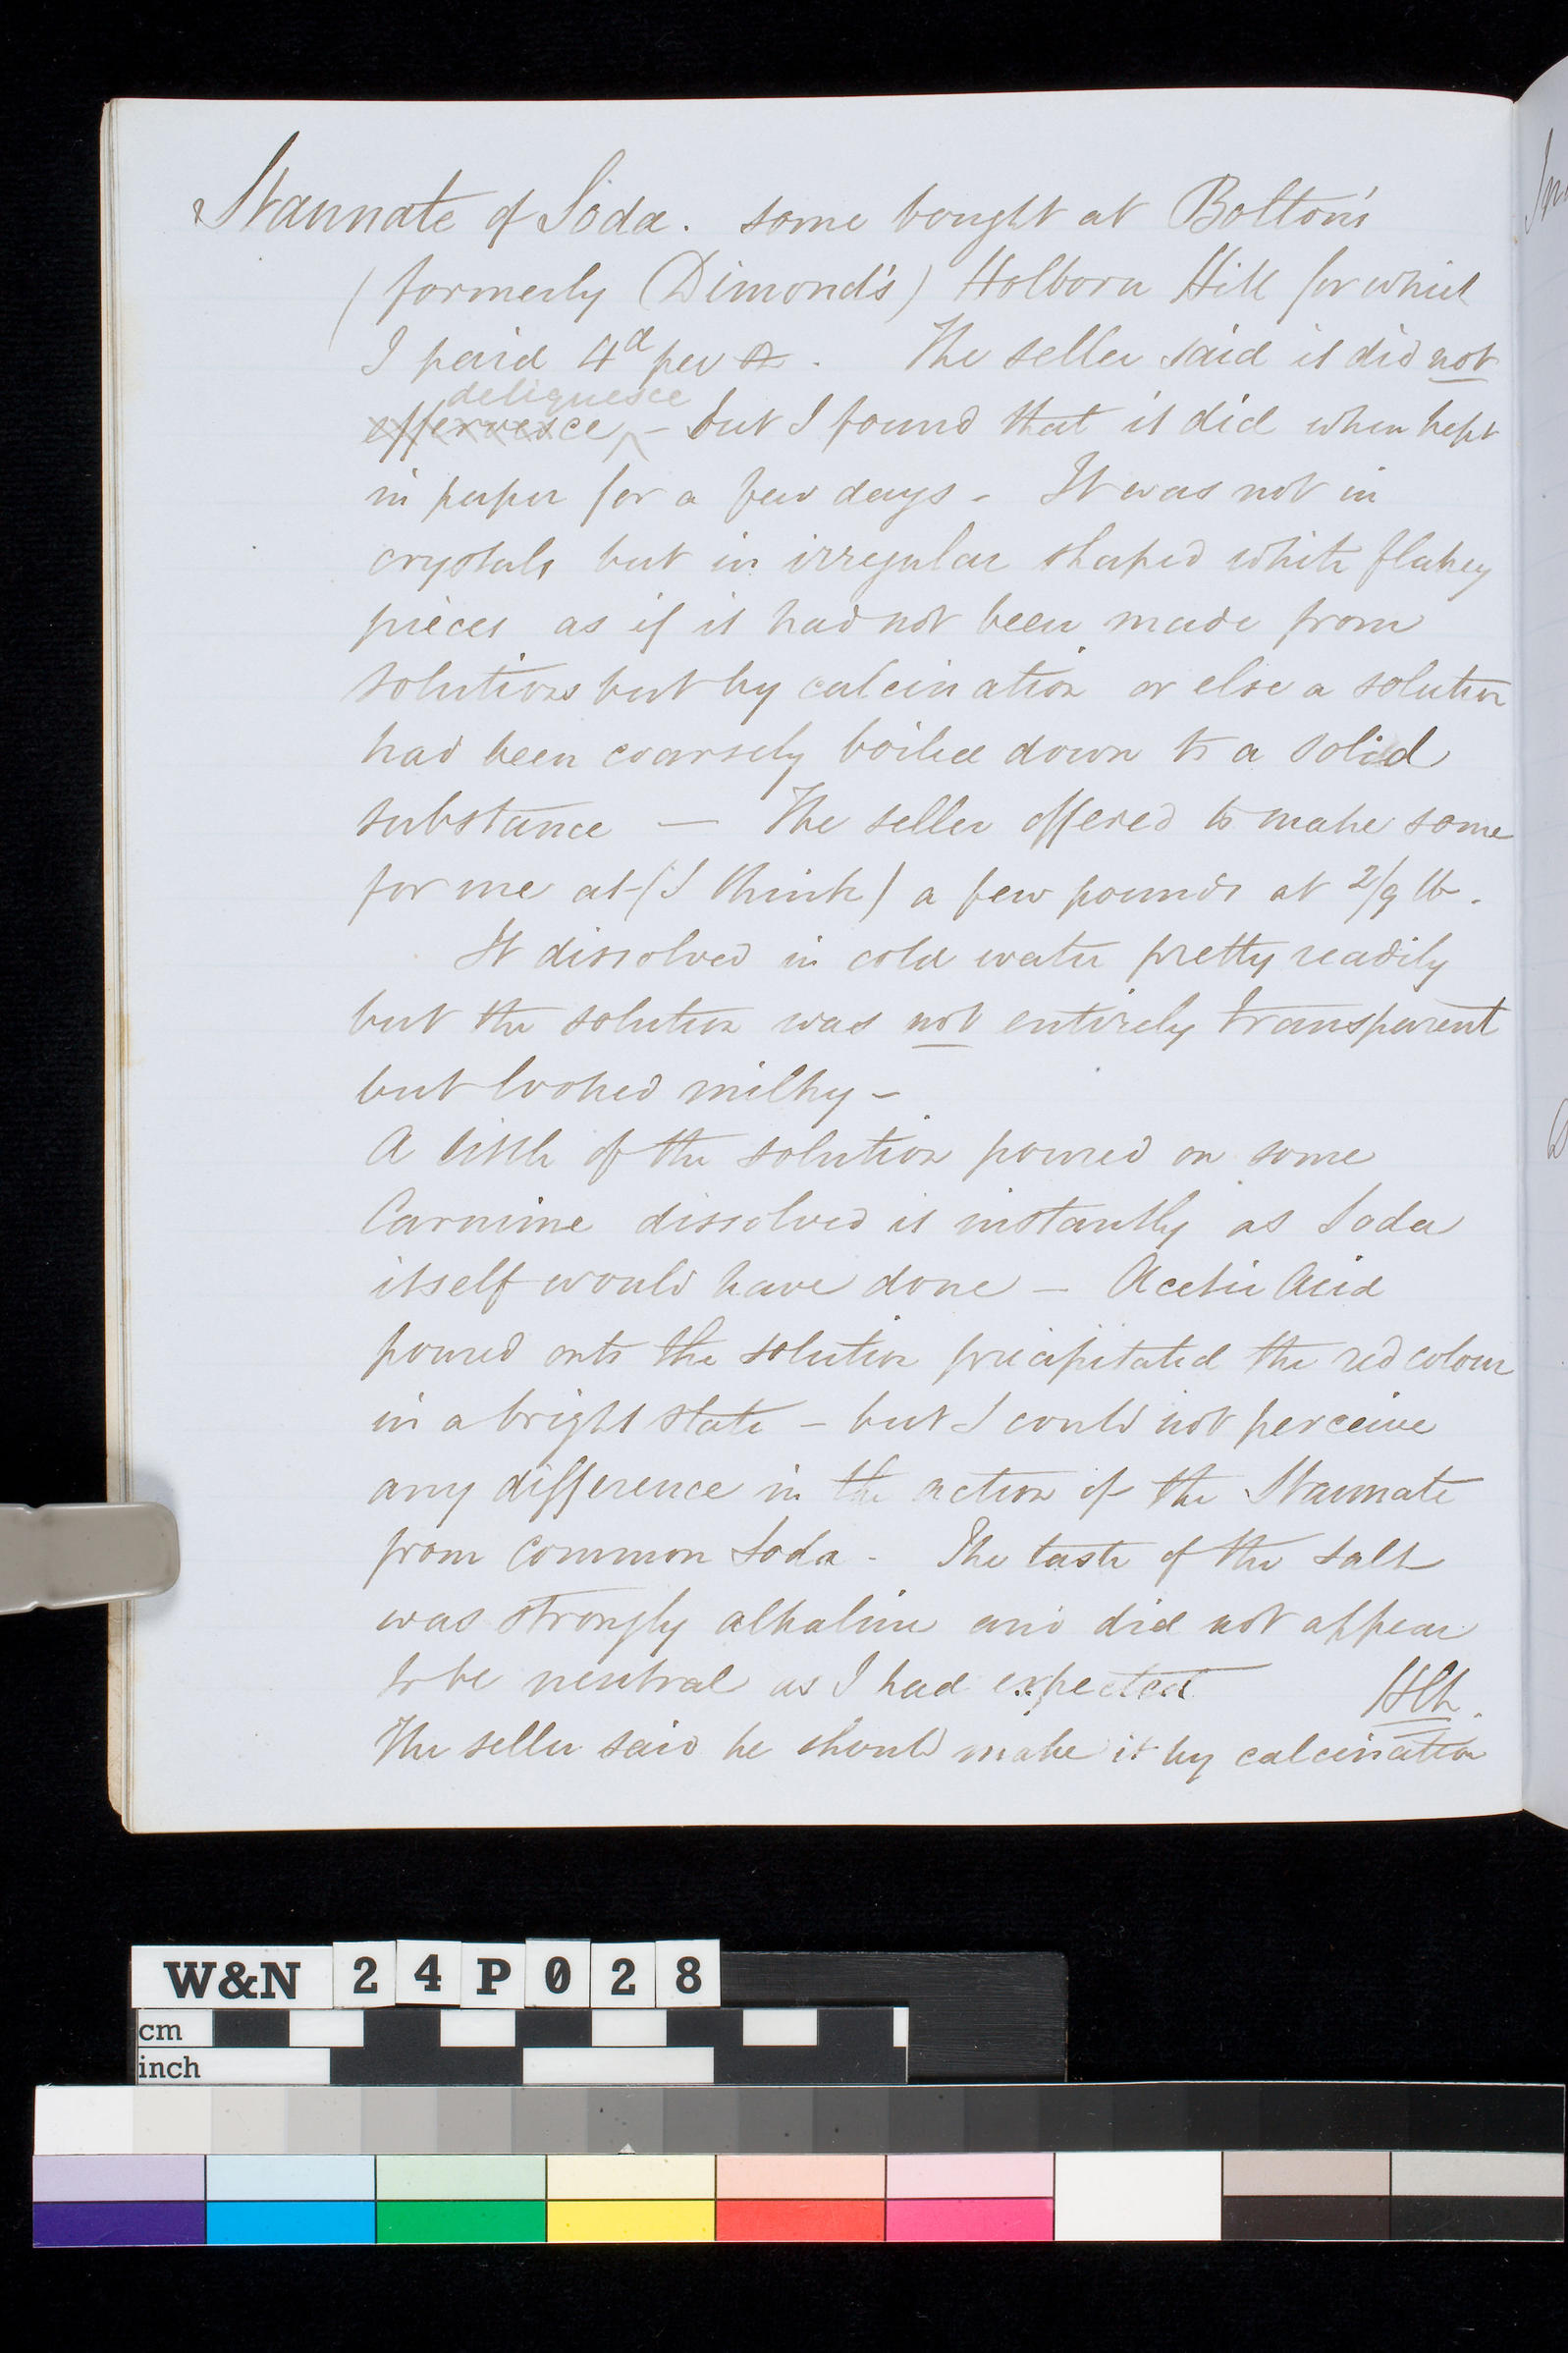 Stannate of Soda. some bought at Bolton's
(formerly (Dimond's) Holborn Hill for which
I paid 4d per oz. The seller said it did not
deliquesce
effervesce - but I found that it did when kept
in paper for a few days - It was not in
crystals but in irregular shaped white flakey
pieces as if it had not been made from
solutions but by calcination or else a solution
had been coarsely boiled down to a solid
substance — The seller offered to make some
for me at (I think) a few pounds at 2/9 lb.
It dissolved in cold water pretty readily
but the solution was not entirely transparent
but looked milky -
A little of the solution poured on some
Carmine dissolved it instantly as Soda
itself would have done - Acetic Acid
poured onto the solution precipitated the red colour
in a bright state - but I could not perceive
any difference in the action of the Stannate
from common Soda - The taste of the salt
was strongly alkaline and did not appear
to be neutral as I had expected
The seller said he should make it by calcination
W&N 24P028
cm
inch